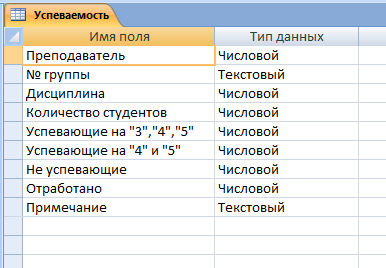 Успеваемость
Имя поля Тип данных
Преподаватель Числовой
№ группы Текстовый
Дисциплина Числовой
Количество студентов Числовой
Успевающие на "3","4","5" Числовой
Успевающие на "4" и "5" Числовой
Не успевающие Числовой
Отработано Числовой
Примечание Текстовый